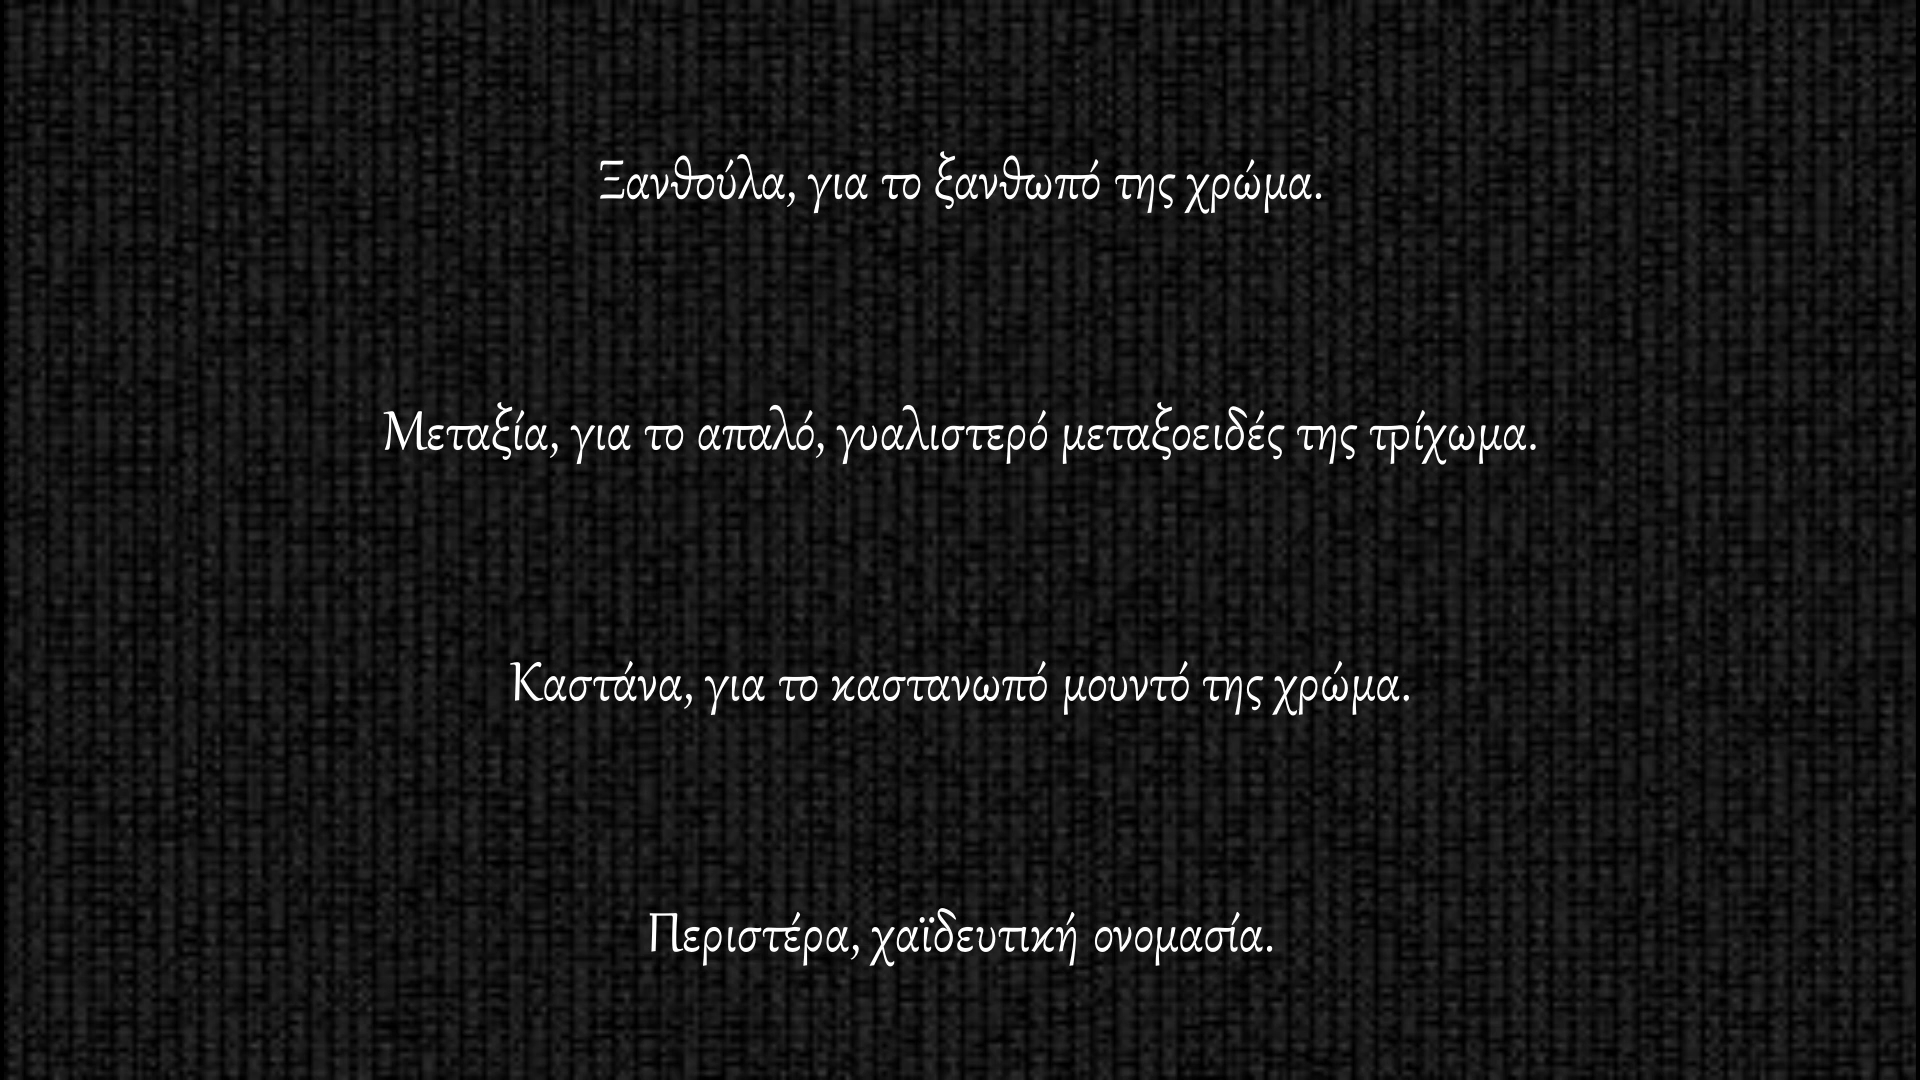 Ξανθούλα, για το ξανθωπό της χρώμα.
Μεταξία, για το απαλό, γυαλιστερό μεταξοειδές της τρίχωμα.
Καστάνα, για το καστανωπό μουντό της χρώμα.
Περιστέρα, χαϊδευτική ονομασία.